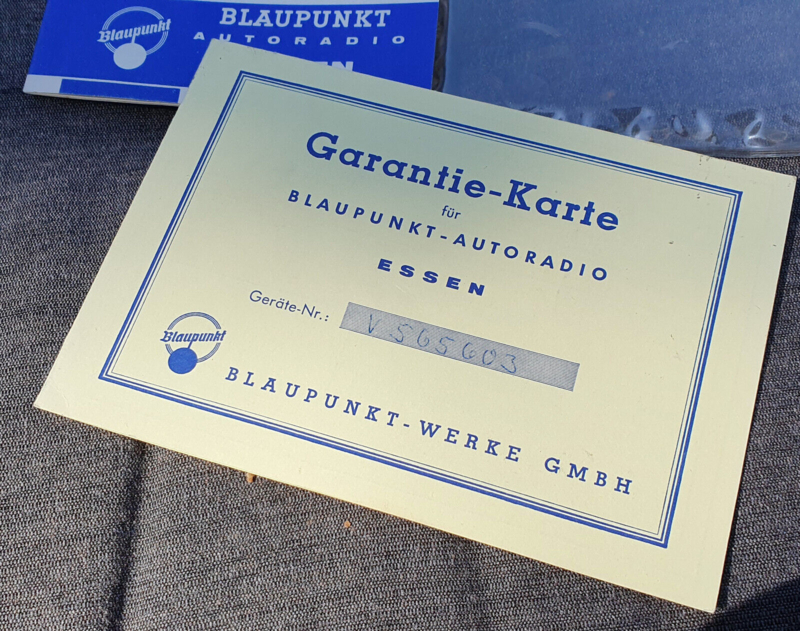 Blaupunkt
BLAUPUNKT
AUTORADIO
Garantie-Karte
für
BLAUPUNKT-AUTORADIO
ESSEN
Geräte-Nr.: V 565603
Blaupunkt
BLAUPUNKT-WERKE GMBH